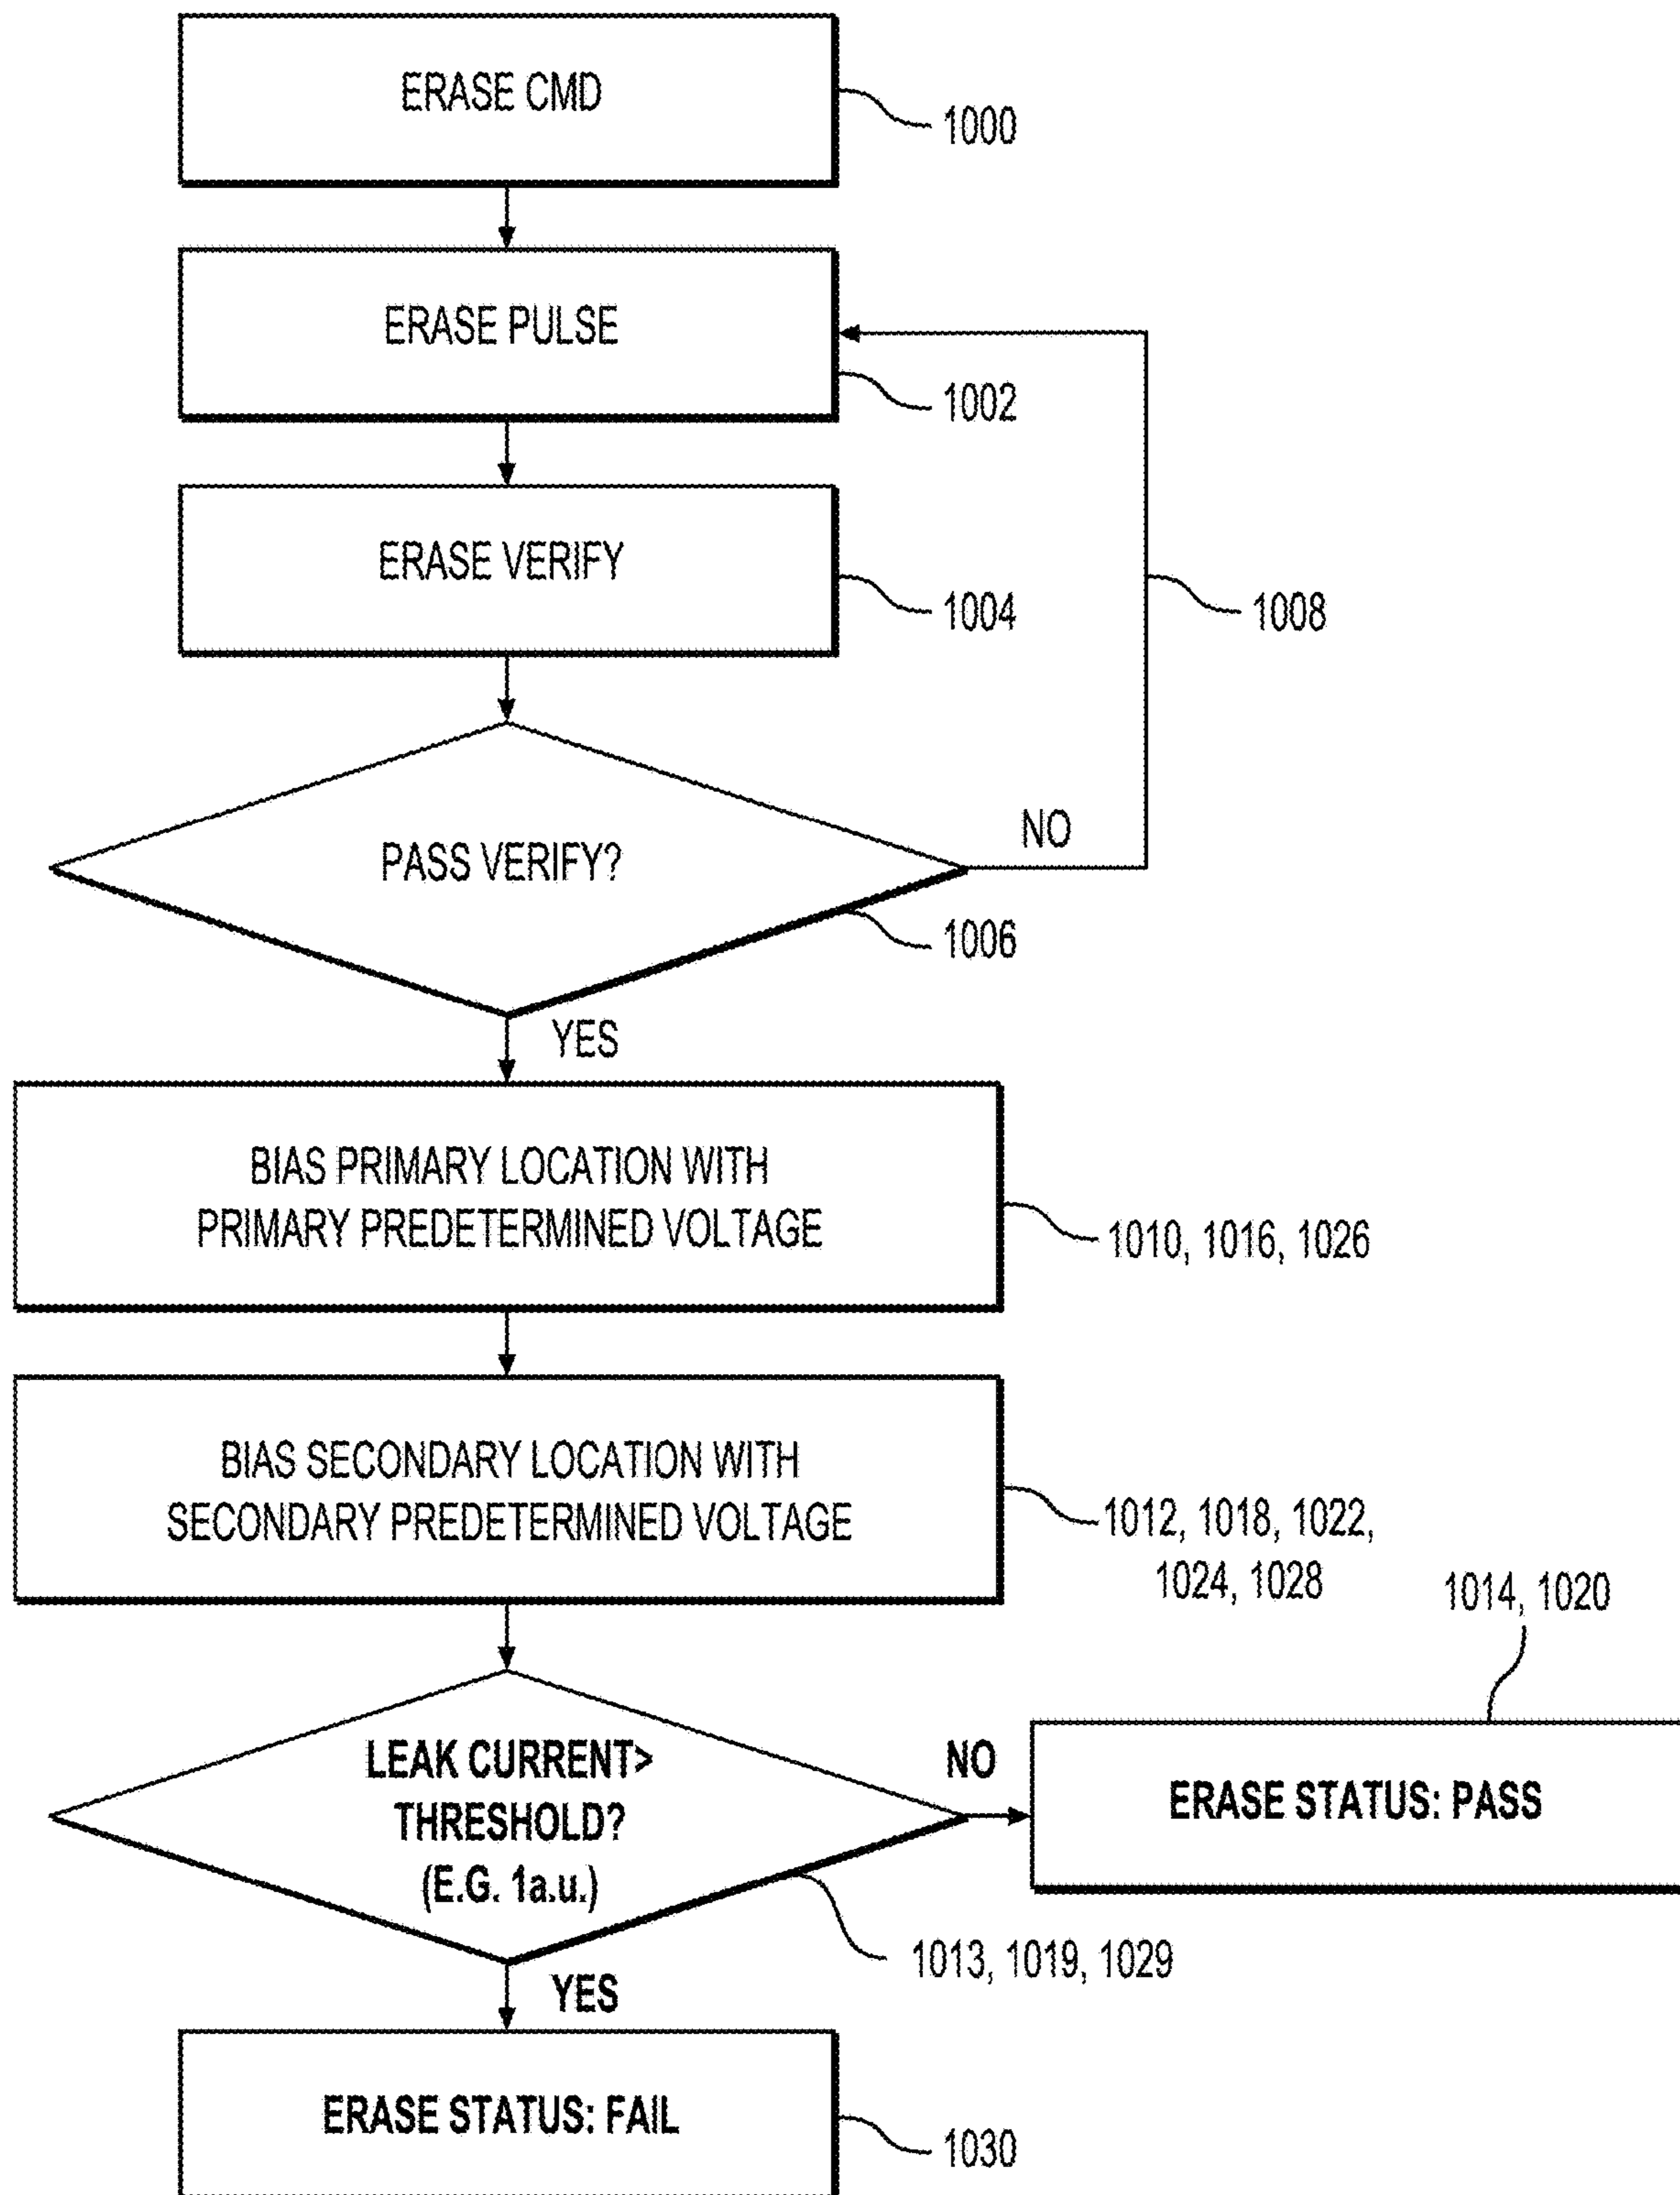 ERASE CMD
1000
ERASE PULSE
1002
ERASE VERIFY
1004
1008
PASS VERIFY?
NO
1006
YES
BIAS PRIMARY LOCATION WITH
PRIMARY PREDETERMINED VOLTAGE
1010, 1016, 1026
BIAS SECONDARY LOCATION WITH
SECONDARY PREDETERMINED VOLTAGE
1012, 1018, 1022,
1024, 1028
1014, 1020
LEAK CURRENT>
THRESHOLD?
(E.G. 1a.u.)
NO
ERASE STATUS: PASS
1013, 1019, 1029
YES
ERASE STATUS: FAIL
1030